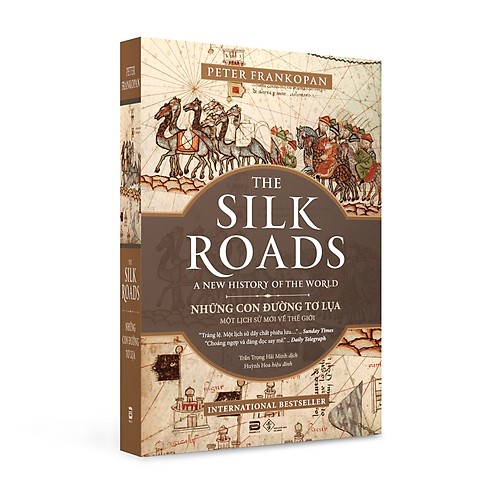 PETER FRANKOPAN
THE
SILK
ROADS
A NEW HISTORY OF THE WORLD
NHỮNG CON ĐƯỜNG TƠ LỤA
MỘT LỊCH SỬ MỚI VỀ THẾ GIỚI
"Tráng lệ. Một lịch sử đầy chất phiêu lưu..." _ Sunday Times
"Choáng ngợp và đáng đọc say mê." _ Daily Telegraph
Trần Trọng Hải Minh dịch
Huỳnh Hoa hiệu đính
INTERNATIONAL BESTSELLER
PETER
FRANKOPAN
THE
SILK
ROADS
NHỮNG
CON ĐƯỜNG
TƠ LỤA